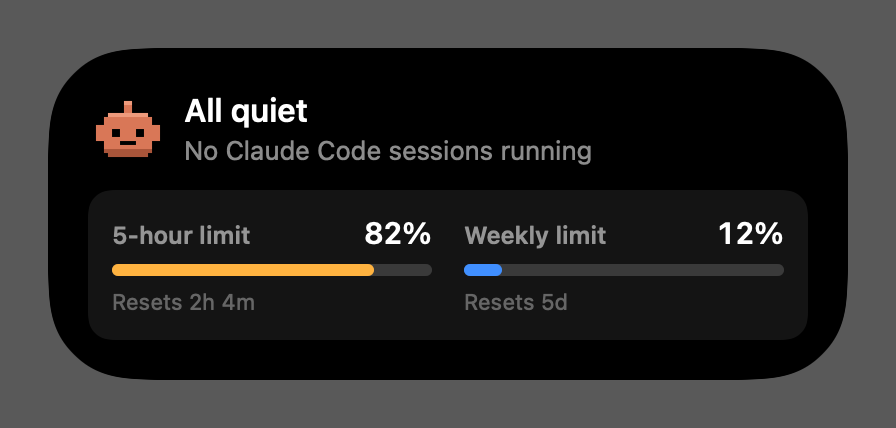 All quiet
No Claude Code sessions running
5-hour limit 82%
Weekly limit 12%
Resets 2h 4m
Resets 5d